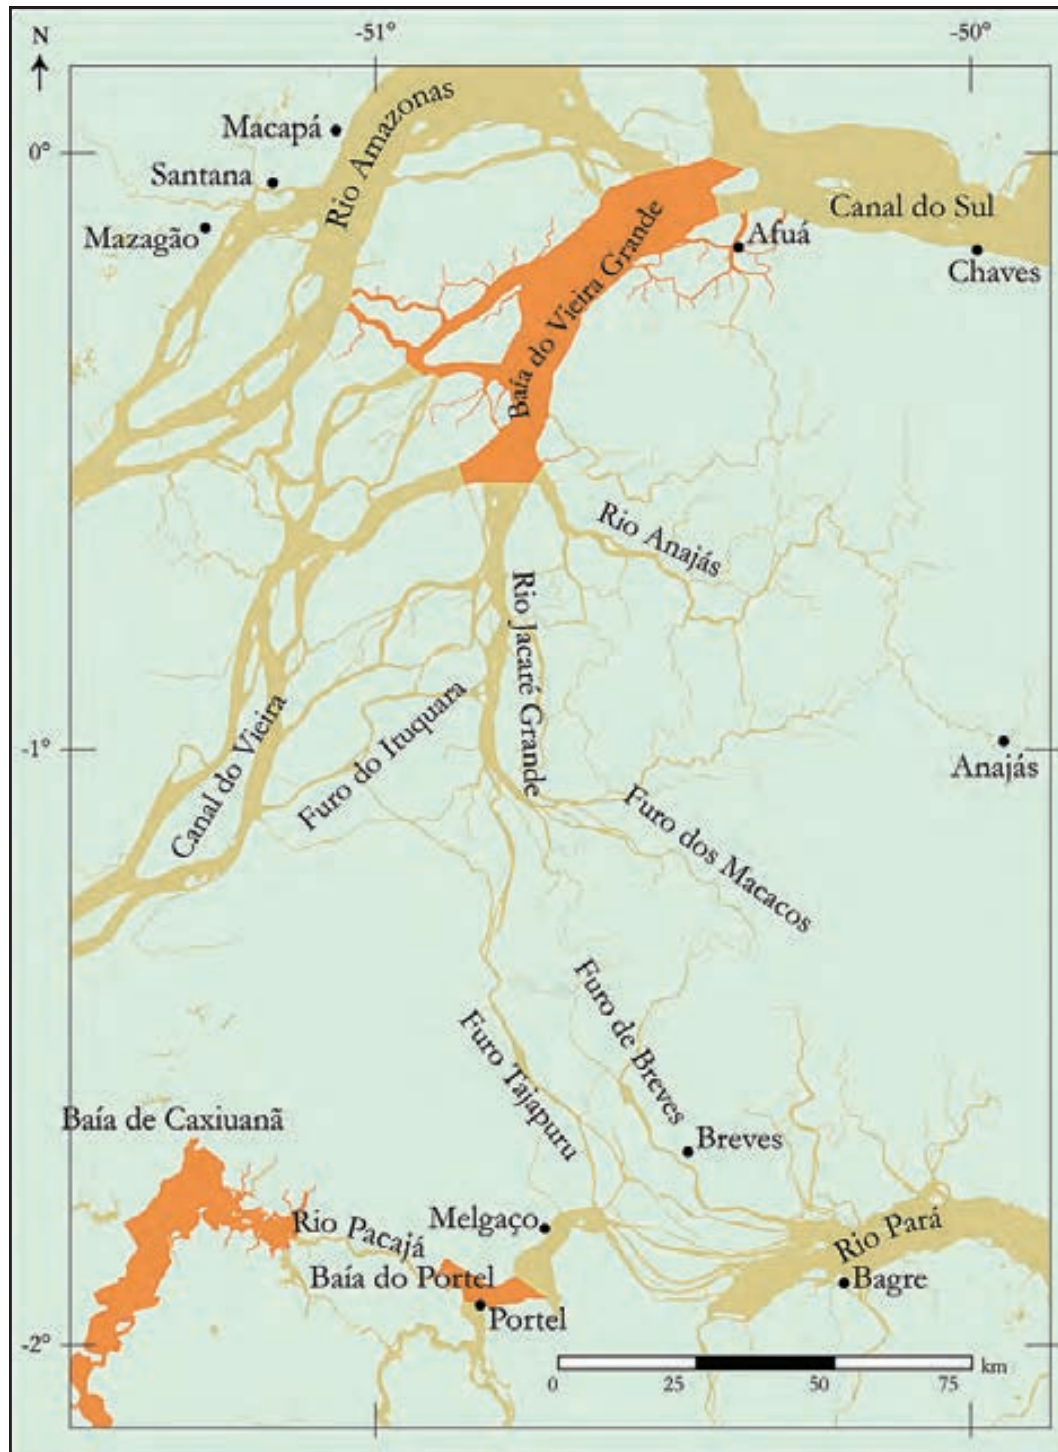 N
-51°
-50°
Macapá
Rio Amazonas
0°
Santana
Canal do Sul
Mazagão
Afuá
Chaves
Baía do Vieira Grande
Rio Anajás
Rio Jacaré Grande
Furo do Ituquara
Canal do Vieira
-1°
Anajás
Furo dos Macacos
Furo de Breves
Furo Tajapuru
Baía de Caxiuanã
Breves
Rio Pacajá
Melgaço
Rio Pará
Baía do Portel
Bagre
Portel
-2°
km
0 25 50 75